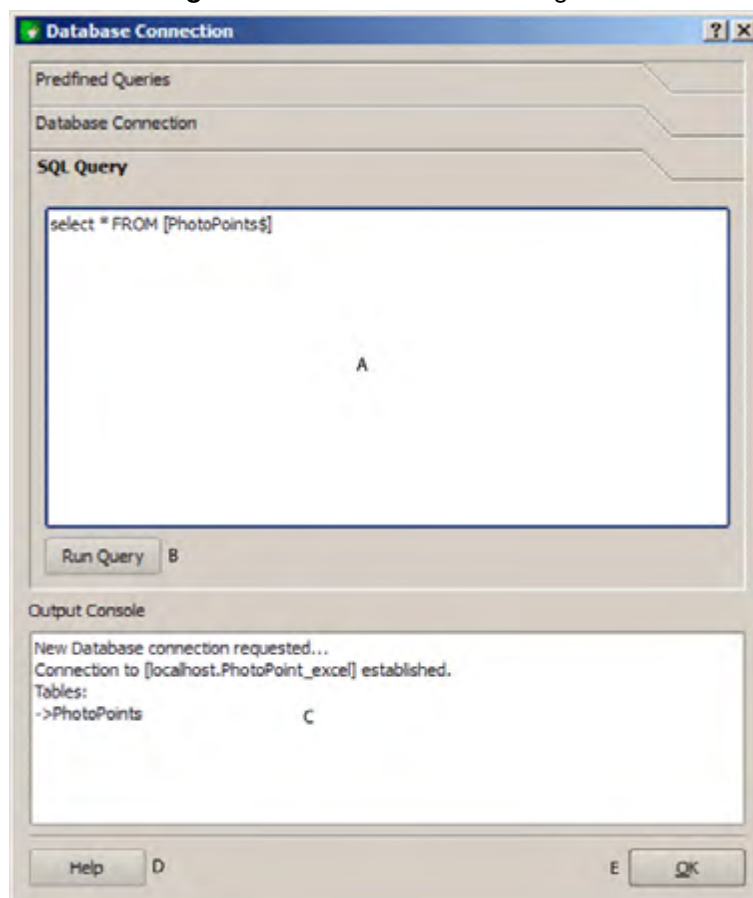 Database Connection ? X
Predfined Queries
Database Connection
SQL Query
select * FROM [PhotoPoints$]
A
Run Query B
Output Console
New Database connection requested...
Connection to [localhost.PhotoPoint_excel] established.
Tables:
->PhotoPoints
C
Help D E OK